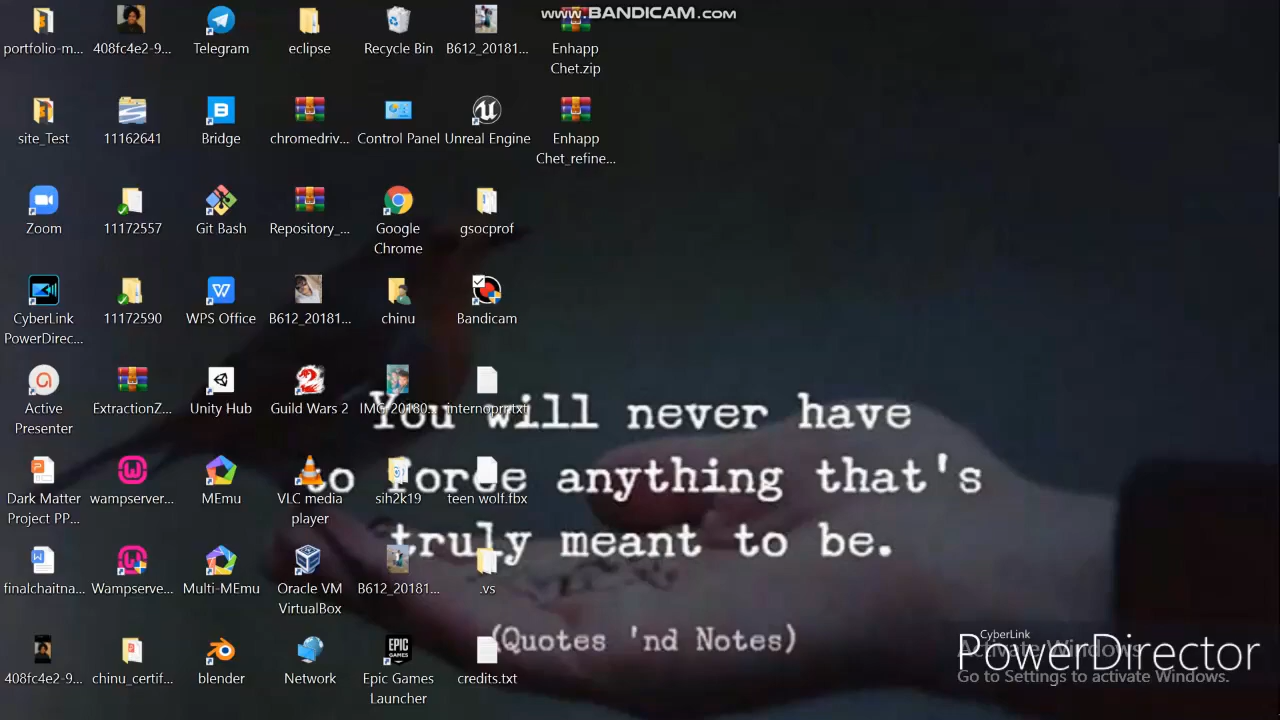 www.BANDICAM.com
portfolio-m...
408fc4e2-9...
Telegram
eclipse
Recycle Bin
B612_20181...
Enhapp
Chet.zip
site_Test
11162641
Bridge
chromedriv...
Control Panel
Unreal Engine
Enhapp
Chet_refine...
Zoom
11172557
Git Bash
Repository_...
Google
Chrome
gsocprof
CyberLink
PowerDirec...
11172590
WPS Office
B612_20181...
chinu
Bandicam
Active
Presenter
ExtractionZ...
Unity Hub
Guild Wars 2
IMG_20180...
internoprr.txt
Dark Matter
Project PP...
wampserver...
MEmu
VLC media
player
sih2k19
teen wolf.fbx
finalchaitna...
Wampserve...
Multi-MEmu
Oracle VM
VirtualBox
B612_20181...
.vs
408fc4e2-9...
chinu_certif...
blender
Network
Epic Games
Launcher
credits.txt
You will never have
to force anything that's
truly meant to be.
(Quotes 'nd Notes)
CyberLink
PowerDirector
Activate Windows
Go to Settings to activate Windows.